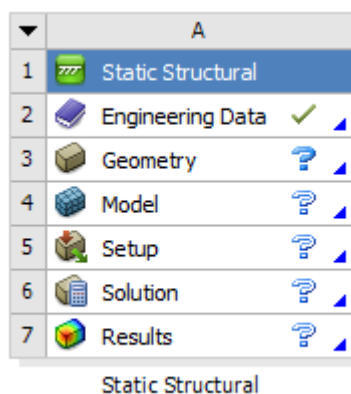 A
1 Static Structural
2 Engineering Data
3 Geometry ?
4 Model ?
5 Setup ?
6 Solution ?
7 Results ?
Static Structural